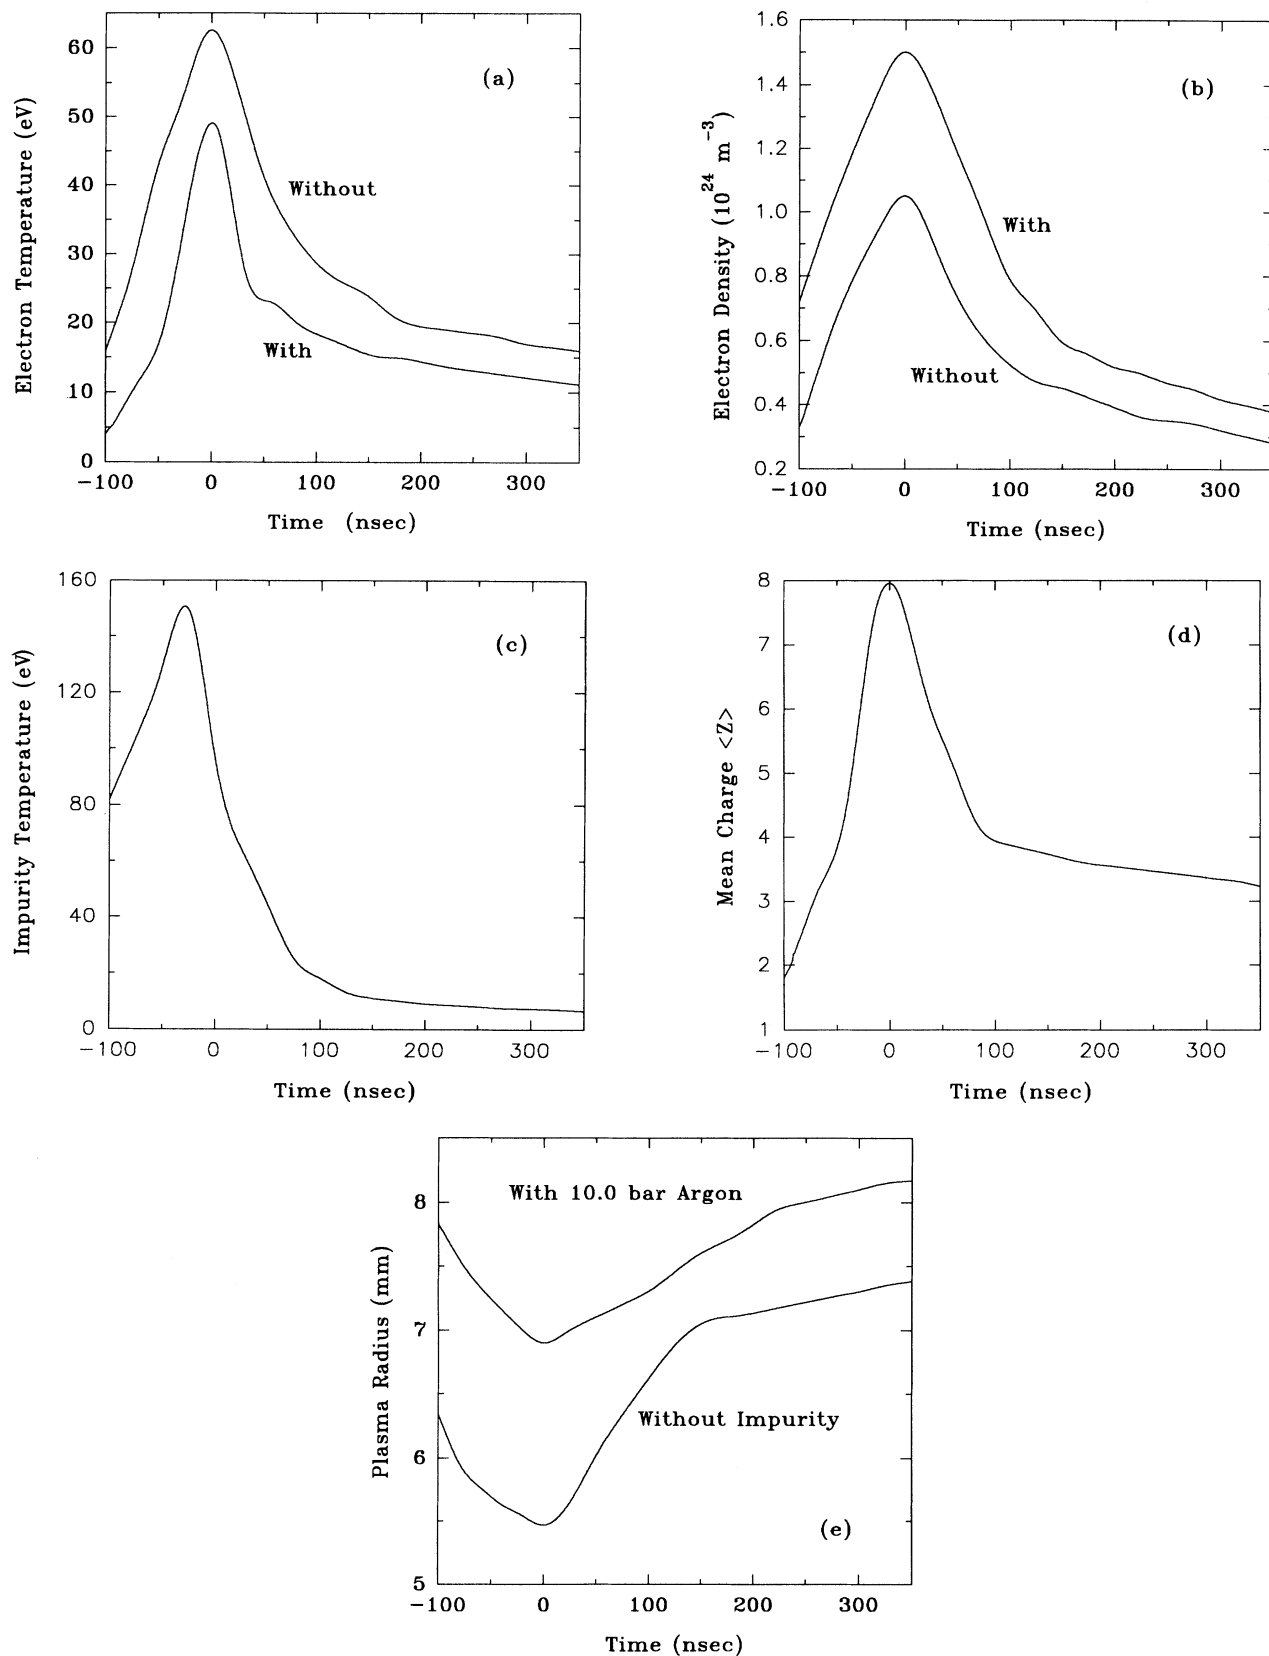 (a)
Electron Temperature (eV)
60
50
40
30
20
10
0
Without
With
-100 0 100 200 300
Time (nsec)
(b)
Electron Density (10^24 m^-3)
1.6
1.4
1.2
1.0
0.8
0.6
0.4
0.2
With
Without
-100 0 100 200 300
Time (nsec)
(c)
Impurity Temperature (eV)
160
120
80
40
0
-100 0 100 200 300
Time (nsec)
(d)
Mean Charge <Z>
8
7
6
5
4
3
2
1
-100 0 100 200 300
Time (nsec)
With 10.0 bar Argon
Plasma Radius (mm)
8
7
6
5
Without Impurity
(e)
-100 0 100 200 300
Time (nsec)